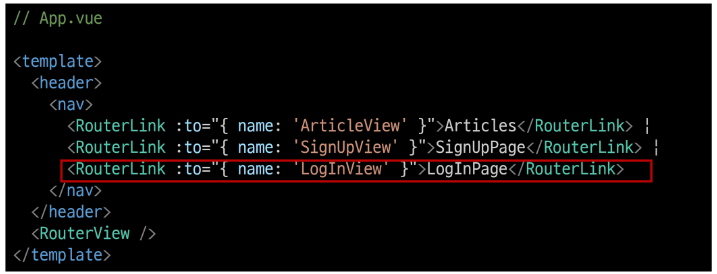 // App.vue
<template>
<header>
<nav>
<RouterLink :to="{ name: 'ArticleView' }">Articles</RouterLink> |
<RouterLink :to="{ name: 'SignUpView' }">SignUpPage</RouterLink> |
<RouterLink :to="{ name: 'LogInView' }">LogInPage</RouterLink>
</nav>
</header>
<RouterView />
</template>